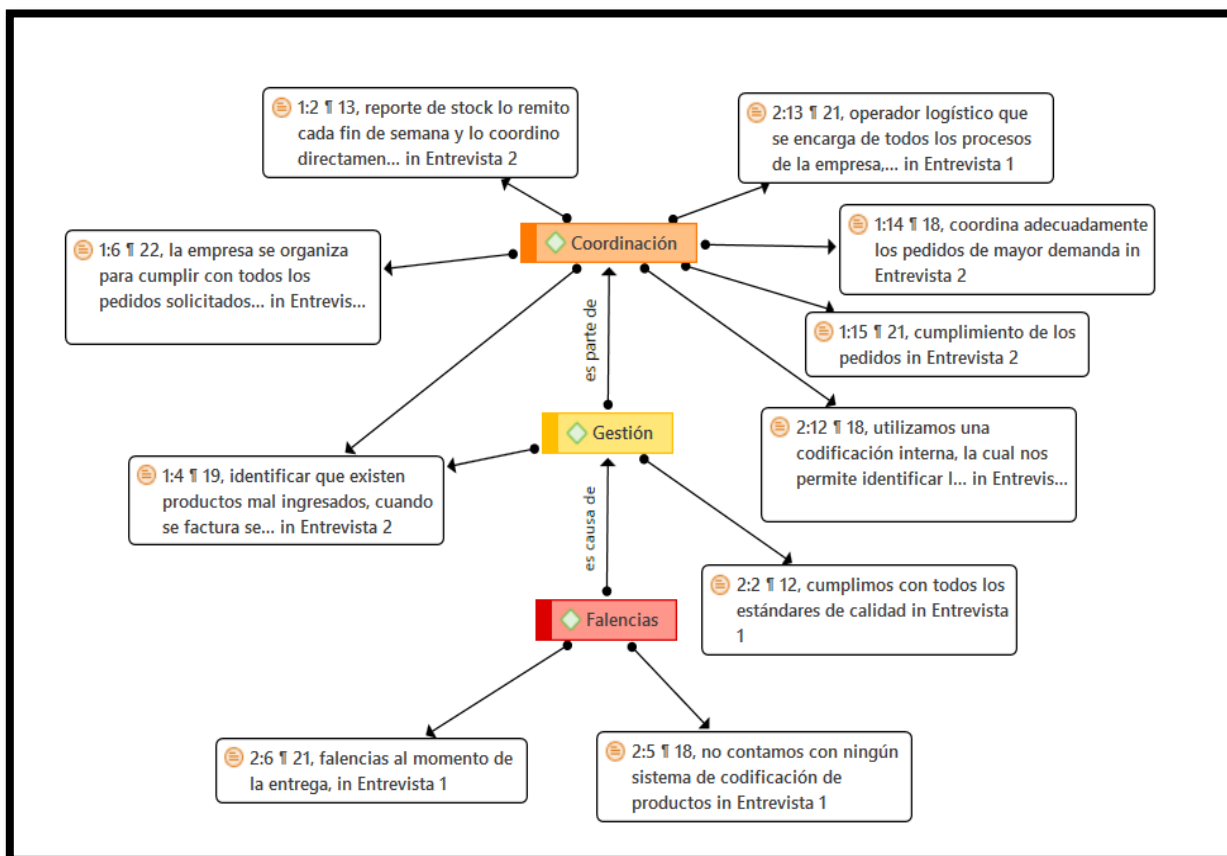 1:2 ¶ 13, reporte de stock lo remito
cada fin de semana y lo coordino
directamen... in Entrevista 2
2:13 ¶ 21, operador logístico que
se encarga de todos los procesos
de la empresa,... in Entrevista 1
Coordinación
1:14 ¶ 18, coordina adecuadamente
los pedidos de mayor demanda in
Entrevista 2
1:6 ¶ 22, la empresa se organiza
para cumplir con todos los
pedidos solicitados... in Entrevis...
1:15 ¶ 21, cumplimiento de los
pedidos in Entrevista 2
es parte de
Gestión
2:12 ¶ 18, utilizamos una
codificación interna, la cual nos
permite identificar l... in Entrevis...
1:4 ¶ 19, identificar que existen
productos mal ingresados, cuando
se factura se... in Entrevista 2
es causa de
2:2 ¶ 12, cumplimos con todos los
estándares de calidad in Entrevista
1
Falencias
2:6 ¶ 21, falencias al momento de
la entrega, in Entrevista 1
2:5 ¶ 18, no contamos con ningún
sistema de codificación de
productos in Entrevista 1